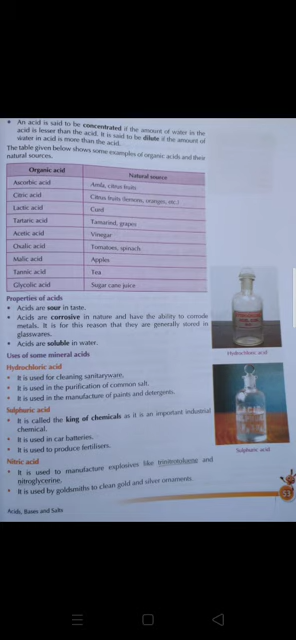 • An acid is said to be concentrated if the amount of water in the
acid is lesser than the acid. It is said to be dilute if the amount of
water in acid is more than the acid.
The table given below shows some examples of organic acids and their
natural sources.
Organic acid Natural source
Ascorbic acid Amla, citrus fruits
Citric acid Citrus fruits (lemons, oranges, etc.)
Lactic acid Curd
Tartaric acid Tamarind, grapes
Acetic acid Vinegar
Oxalic acid Tomatoes, spinach
Malic acid Apples
Tannic acid Tea
Glycolic acid Sugar cane juice
Properties of acids
• Acids are sour in taste.
• Acids are corrosive in nature and have the ability to corrode
metals. It is for this reason that they are generally stored in
glasswares.
• Acids are soluble in water.
Hydrochloric acid
Uses of some mineral acids
Hydrochloric acid
• It is used for cleaning sanitaryware.
• It is used in the purification of common salt.
• It is used in the manufacture of paints and detergents.
Sulphuric acid
• It is called the king of chemicals as it is an important industrial
chemical.
• It is used in car batteries.
• It is used to produce fertilisers.
Sulphuric acid
Nitric acid
• It is used to manufacture explosives like trinitrotoluene and
nitroglycerine.
• It is used by goldsmiths to clean gold and silver ornaments.
Acids, Bases and Salts